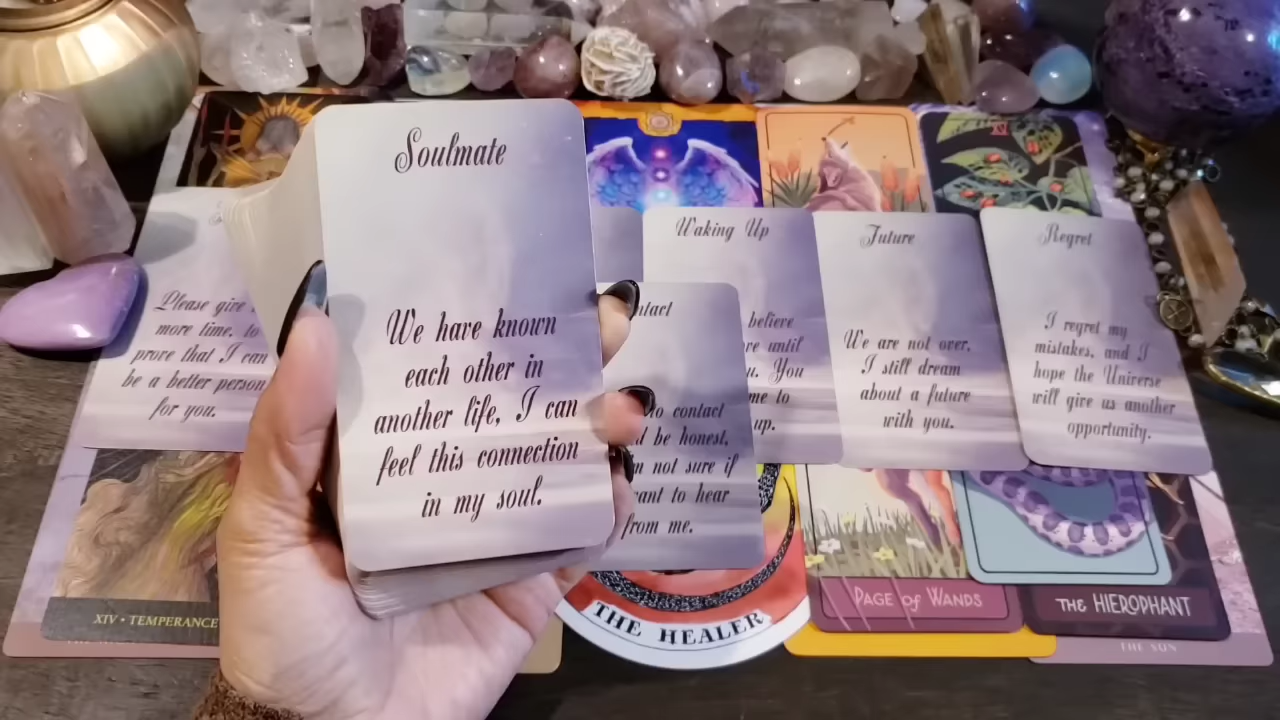 Soulmate
We have known
each other in
another life, I can
feel this connection
in my soul.
Please give
more time, to
prove that I can
be a better person
for you.
Waking Up
believe
until
You
me to
up.
Future
We are not over,
I still dream
about a future
with you.
Regret
I regret my
mistakes, and I
hope the Universe
will give us another
opportunity.
ntact
to contact
d be honest,
m not sure if
ant to hear
from me.
XI
XIV • TEMPERANCE
THE HEALER
PAGE OF WANDS
THE HIEROPHANT
THE SUN